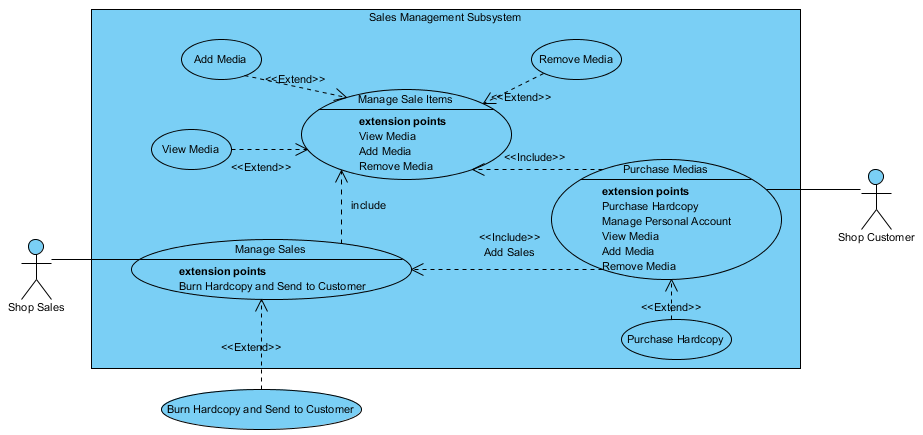 Sales Management Subsystem
Add Media
<<Extend>>
Remove Media
<<Extend>>
Manage Sale Items
extension points
View Media
Add Media
Remove Media
View Media
<<Extend>>
<<Include>>
Purchase Medias
extension points
Purchase Hardcopy
Manage Personal Account
View Media
Add Media
Remove Media
Shop Customer
include
<<Include>>
Add Sales
Manage Sales
extension points
Burn Hardcopy and Send to Customer
Shop Sales
<<Extend>>
Purchase Hardcopy
<<Extend>>
Burn Hardcopy and Send to Customer